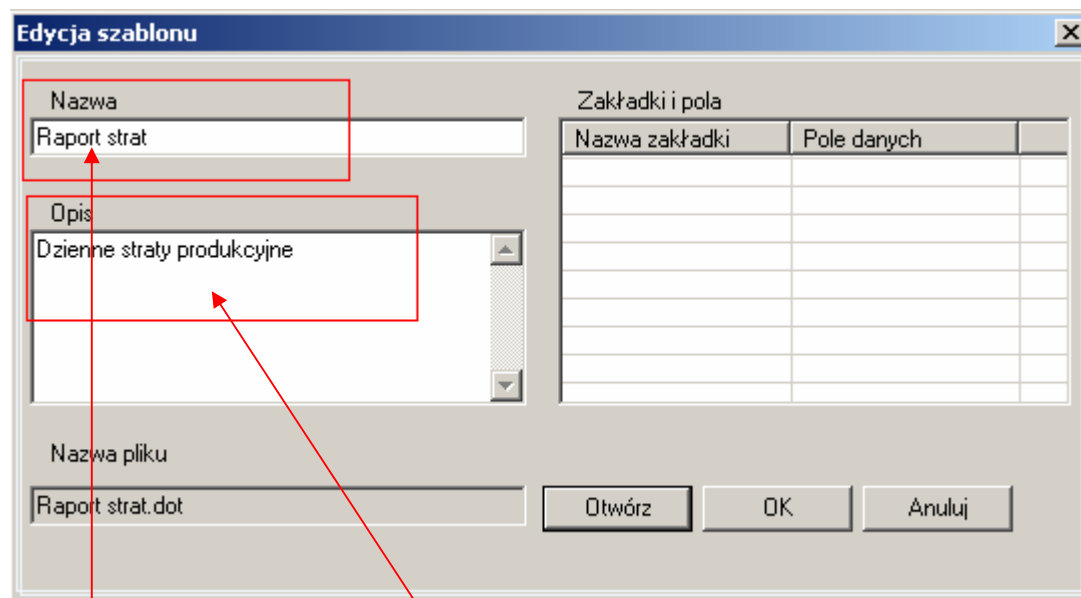 Edycja szablonu
Nazwa
Raport strat
Opis
Dzienne straty produkcyjne
Nazwa pliku
Raport strat.dot
Zakładki i pola
Nazwa zakładki Pole danych
Otwórz OK Anuluj